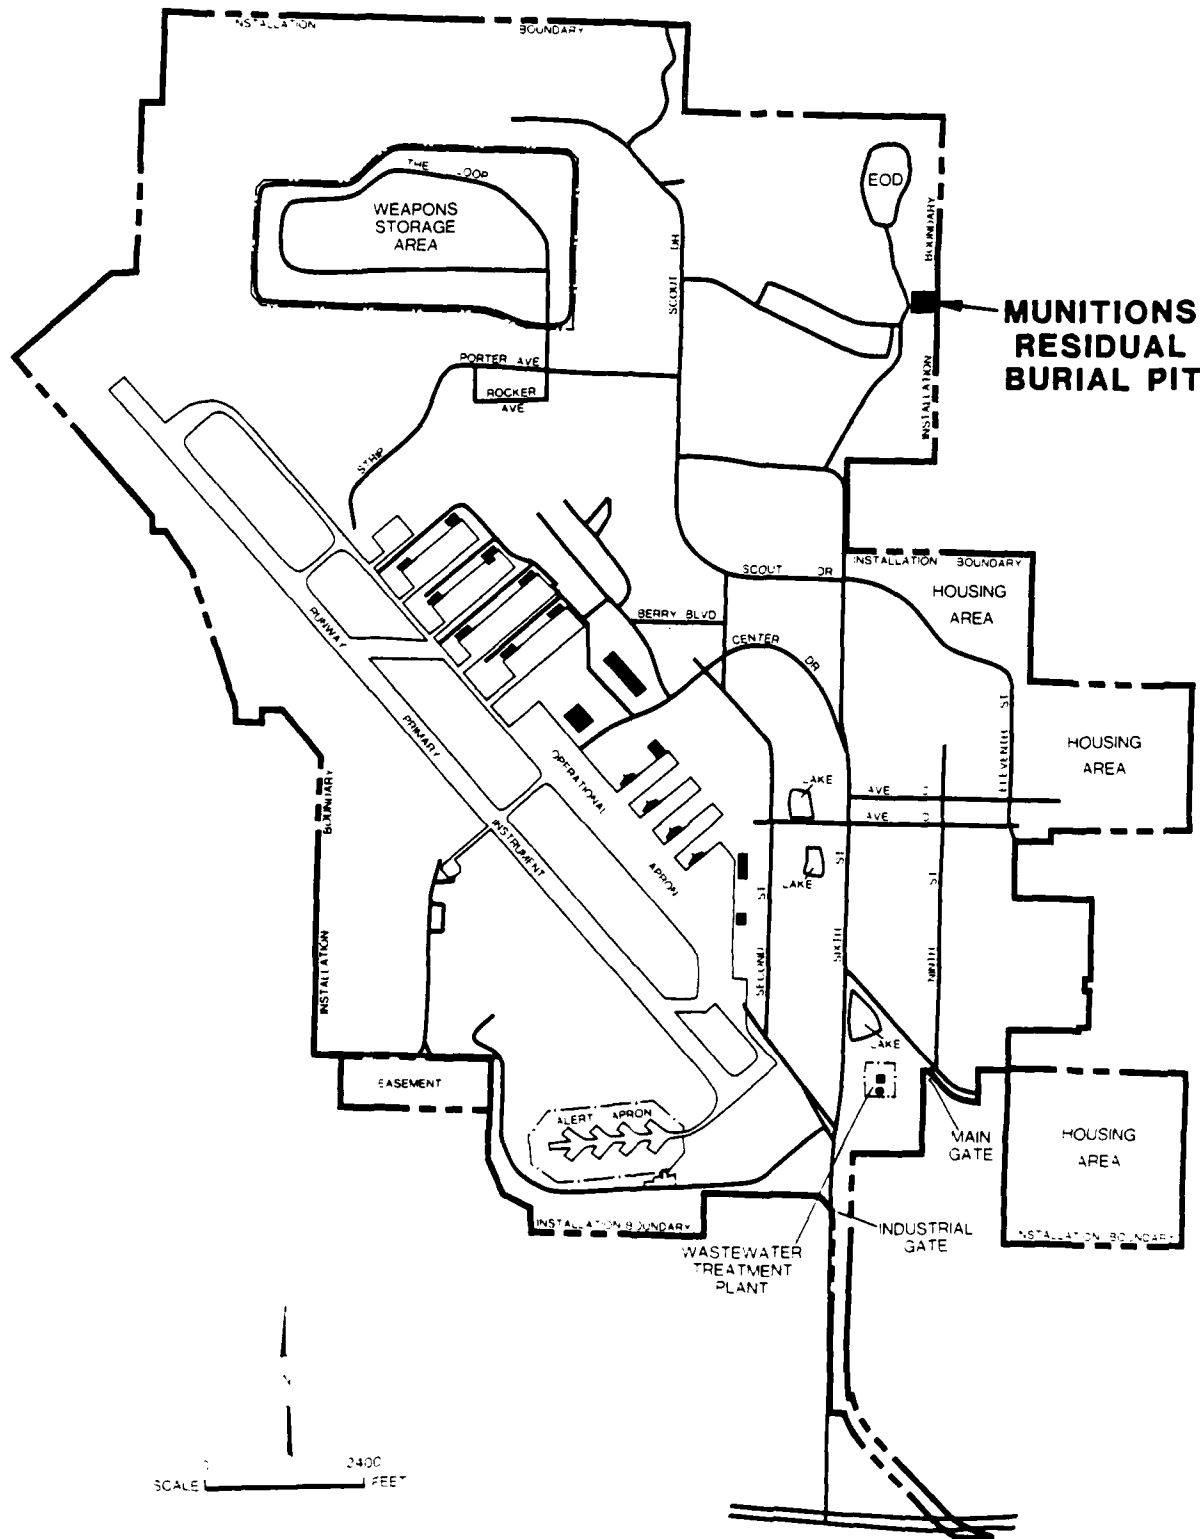 INSTALLATION
BOUNDARY
THE LOOP
WEAPONS
STORAGE
AREA
EOD
BOUNDARY
INSTALLATION
SCOUT DR
MUNITIONS
RESIDUAL
BURIAL PIT
PORTER AVE
ROCKER
AVE
STRIP
SCOUT DR
INSTALLATION BOUNDARY
HOUSING
AREA
BERRY BLVD
CENTER DR
RUNWAY
PRIMARY
INSTRUMENT
OPERATIONAL
APRON
ELEVENTH ST
HOUSING
AREA
LAKE
AVE
AVE
LAKE
BOUNDARY
INSTALLATION
SECOND ST
SIXTH ST
NINTH ST
LAKE
EASEMENT
ALERT APRON
MAIN
GATE
HOUSING
AREA
INSTALLATION BOUNDARY
INDUSTRIAL
GATE
INSTALLATION BOUNDARY
WASTEWATER
TREATMENT
PLANT
2400
SCALE
FEET